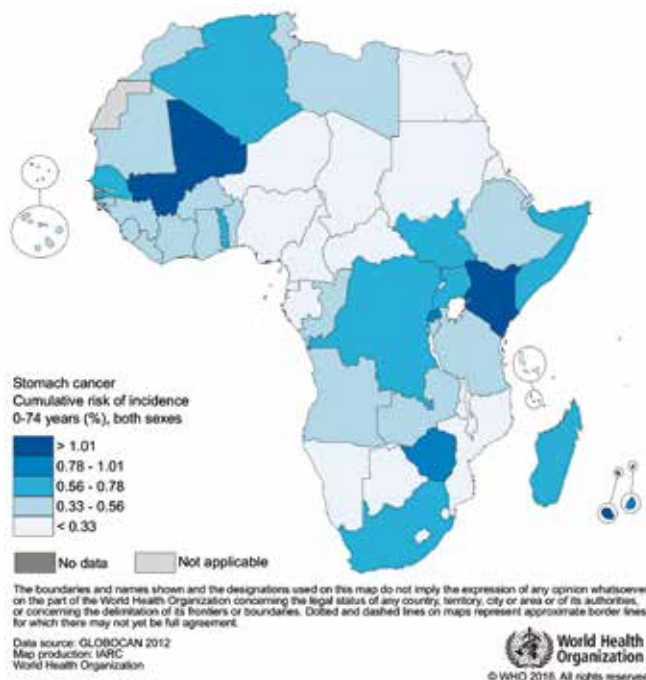 Stomach cancer
Cumulative risk of incidence
0-74 years (%), both sexes
> 1.01
0.78 - 1.01
0.56 - 0.78
0.33 - 0.56
< 0.33
No data
Not applicable
The boundaries and names shown and the designations used on this map do not imply the expression of any opinion whatsoever
on the part of the World Health Organization concerning the legal status of any country, territory, city or area or of its authorities,
or concerning the delimitation of its frontiers or boundaries. Dotted and dashed lines on maps represent approximate border lines
for which there may not yet be full agreement.
Data source: GLOBOCAN 2012
Map production: IARC
World Health Organization
World Health
Organization
© WHO 2016. All rights reserved